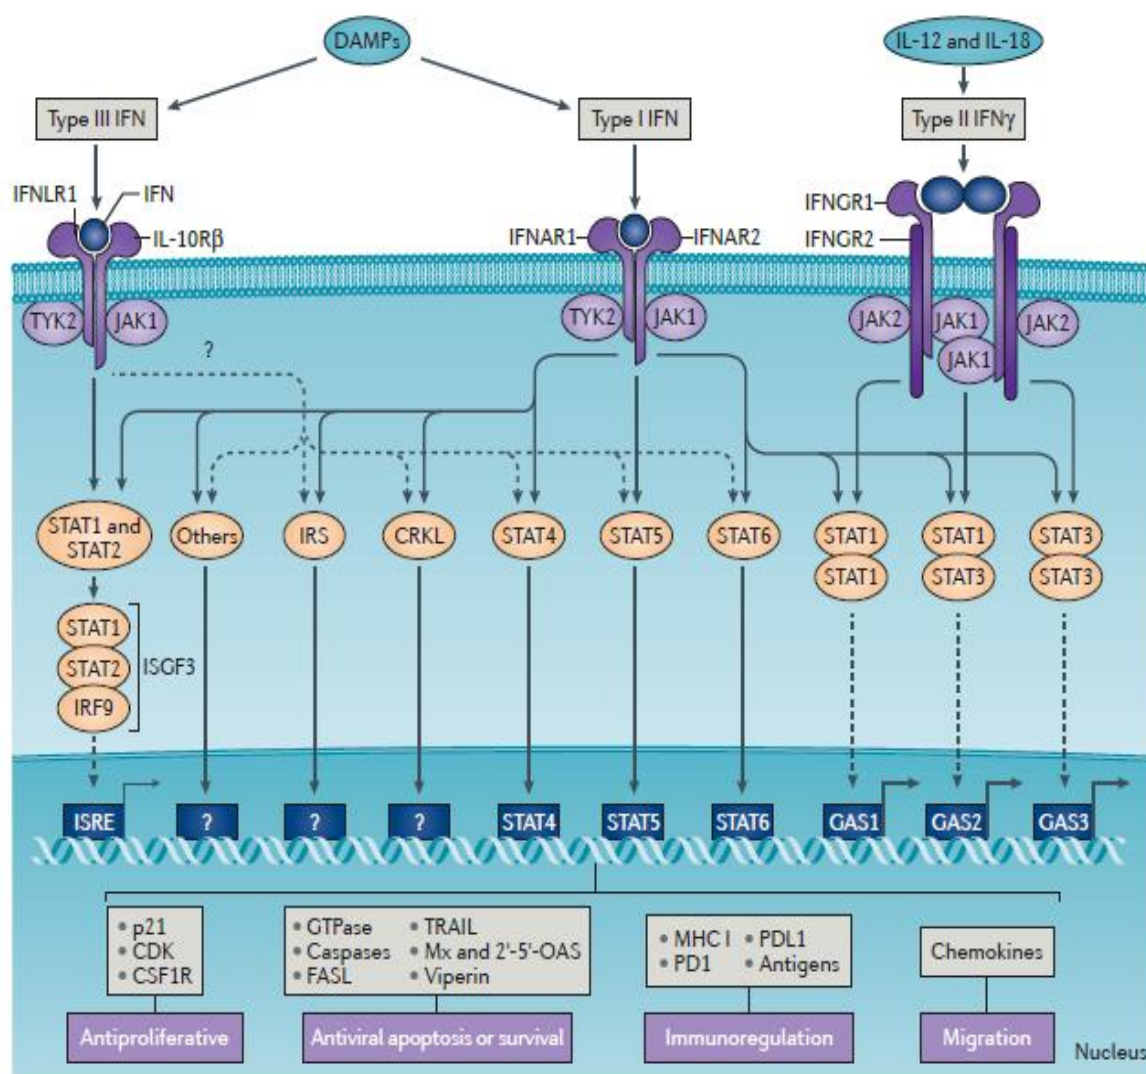 DAMPs
IL-12 and IL-18
Type III IFN
Type I IFN
Type II IFNγ
IFNLR1
IFN
IL-10Rβ
IFNAR1
IFNAR2
IFNGR1
IFNGR2
TYK2
JAK1
TYK2
JAK1
JAK2
JAK1
JAK2
JAK1
?
STAT1 and
STAT2
Others
IRS
CRKL
STAT4
STAT5
STAT6
STAT1
STAT1
STAT1
STAT3
STAT3
STAT3
STAT1
STAT2
IRF9
ISGF3
ISRE
?
?
?
STAT4
STAT5
STAT6
GAS1
GAS2
GAS3
• p21
• CDK
• CSF1R
• GTPase
• Caspases
• FASL
• TRAIL
• Mx and 2'-5'-OAS
• Viperin
• MHC I
• PD1
• PDL1
• Antigens
Chemokines
Antiproliferative
Antiviral apoptosis or survival
Immunoregulation
Migration
Nucleus